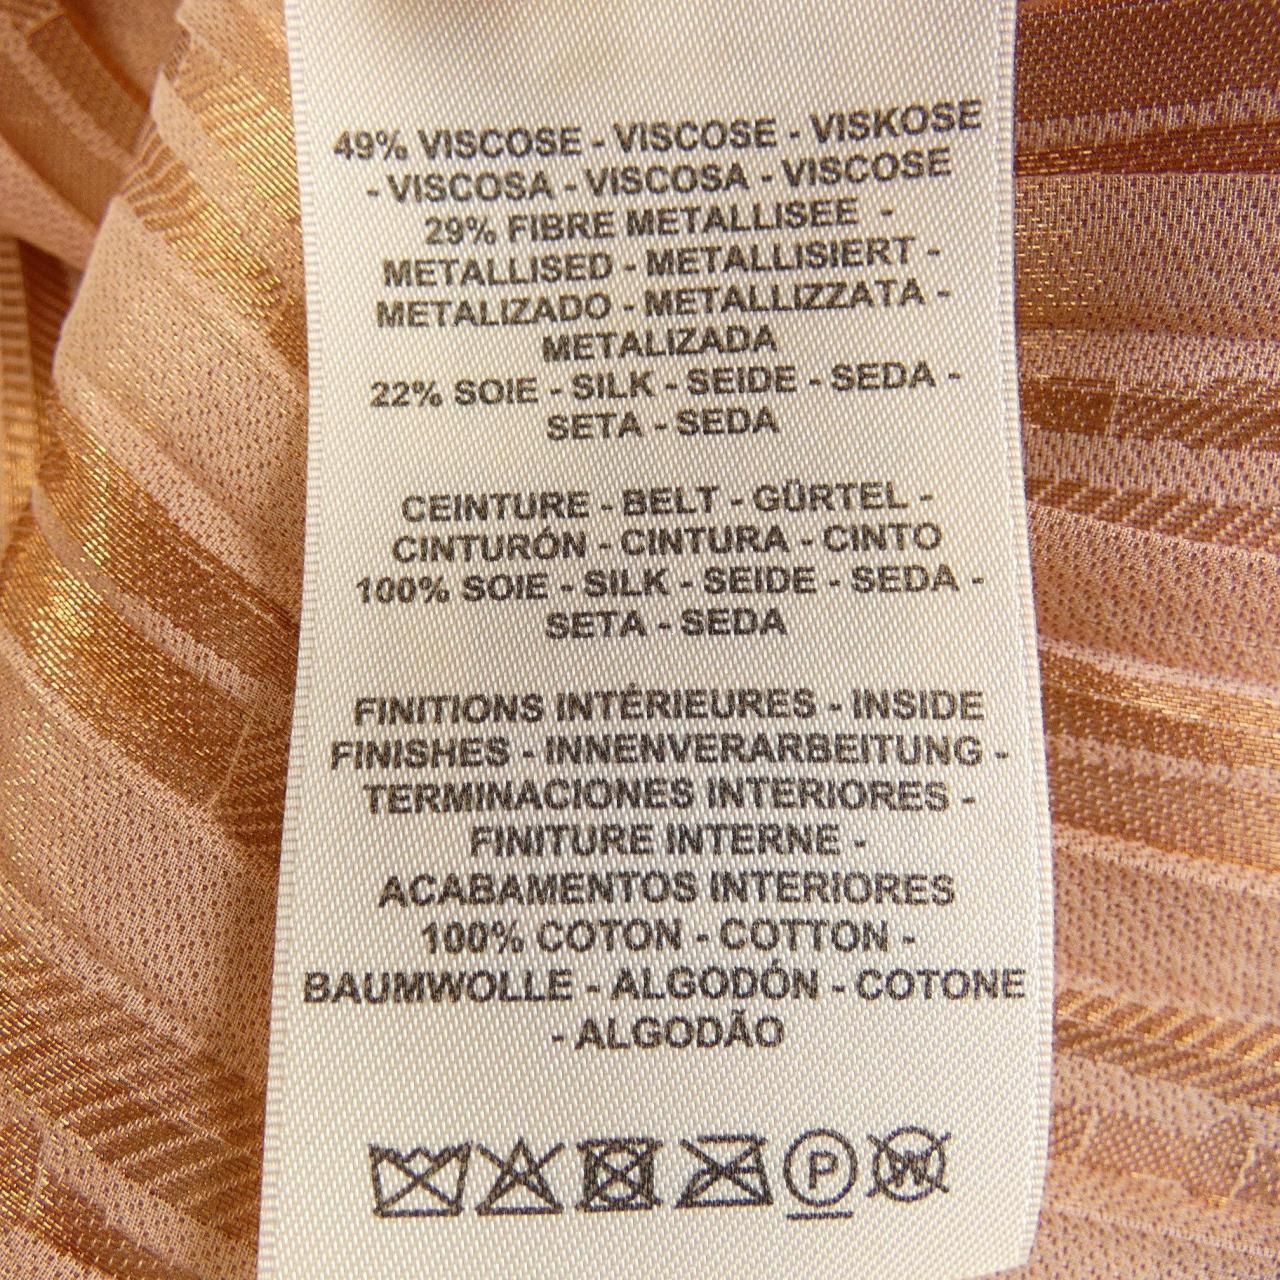 49% VISCOSE - VISCOSE - VISKOSE
- VISCOSA - VISCOSA - VISCOSE
29% FIBRE METALLISEE -
METALLISED - METALLISIERT -
METALIZADO - METALLIZZATA -
METALIZADA
22% SOIE - SILK - SEIDE - SEDA -
SETA - SEDA
CEINTURE - BELT - GÜRTEL -
CINTURÓN - CINTURA - CINTO
100% SOIE - SILK - SEIDE - SEDA -
SETA - SEDA
FINITIONS INTÉRIEURES - INSIDE
FINISHES - INNENVERARBEITUNG -
TERMINACIONES INTERIORES -
FINITURE INTERNE -
ACABAMENTOS INTERIORES
100% COTON - COTTON -
BAUMWOLLE - ALGODÓN - COTONE
- ALGODÃO
P W